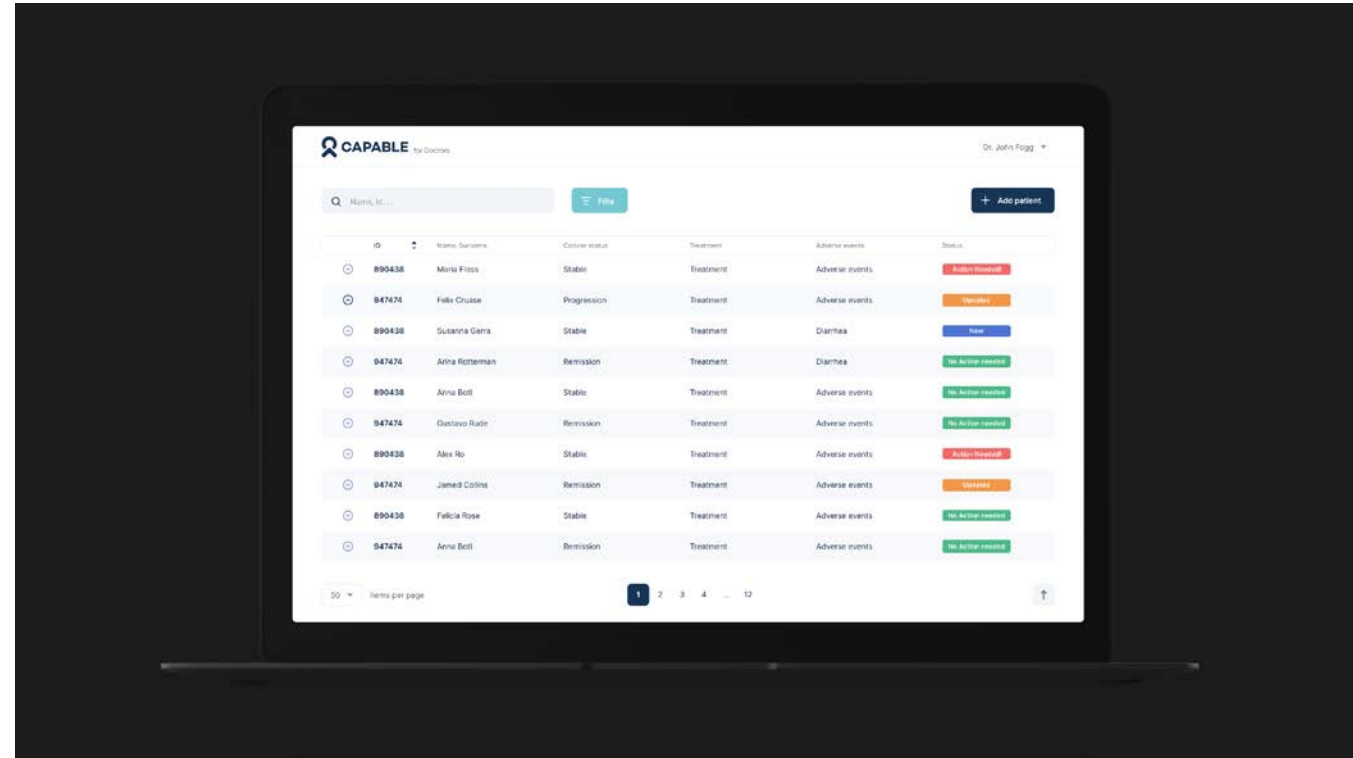 CAPABLE for Doctors
Dr. John Fogg
Name, Id....
Filte
+ Add patient
ID Name, Surname Cancer status Treatment Adverse events Status
890438 Maria Floss Stable Treatment Adverse events Action Needed!
947474 Felix Cruise Progression Treatment Adverse events Updates
890438 Susanna Gerra Stable Treatment Diarrhea New
947474 Arina Rotterman Remission Treatment Diarrhea No Action needed
890438 Anna Botl Stable Treatment Adverse events No Action needed
947474 Gustavo Rude Remission Treatment Adverse events No Action needed
890438 Alex Ro Stable Treatment Adverse events Action Needed!
947474 Jamed Collins Remission Treatment Adverse events Updates
890438 Felicia Rose Stable Treatment Adverse events No Action needed
947474 Anna Botl Remission Treatment Adverse events No Action needed
50 items per page
1 2 3 4 ... 12